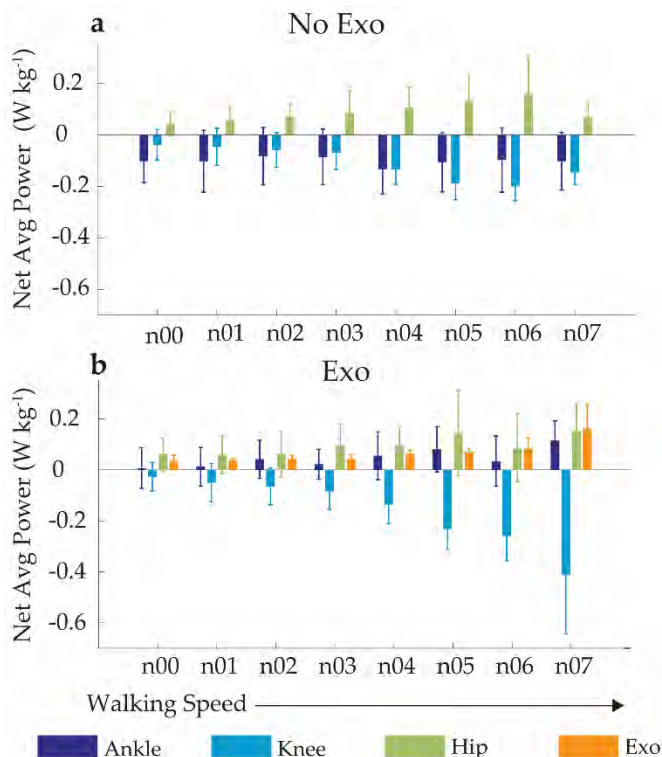 a
No Exo
Net Avg Power (W kg⁻¹)
0.2
0
-0.2
-0.4
-0.6
n00 n01 n02 n03 n04 n05 n06 n07
b
Exo
Net Avg Power (W kg⁻¹)
0.2
0
-0.2
-0.4
-0.6
n00 n01 n02 n03 n04 n05 n06 n07
Walking Speed
Ankle Knee Hip Exo